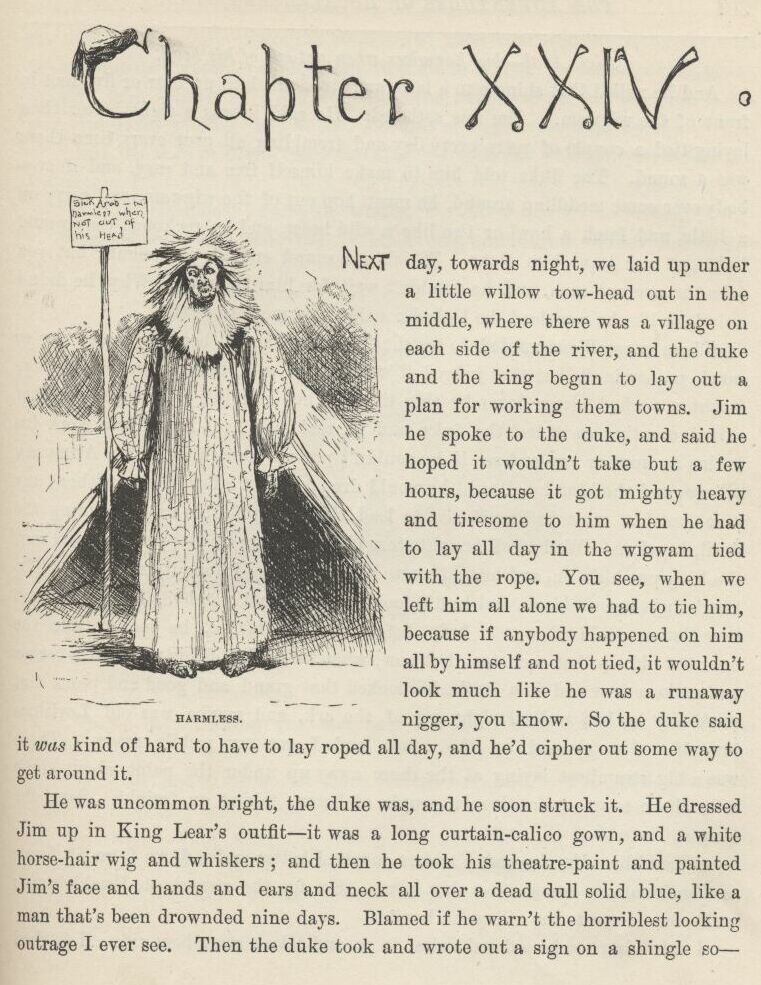 Chapter XXIV.
Sick Arab — but
harmless when
NOT OUT of
his HEAd
NEXT day, towards night, we laid up under
a little willow tow-head out in the
middle, where there was a village on
each side of the river, and the duke
and the king begun to lay out a
plan for working them towns. Jim
he spoke to the duke, and said he
hoped it wouldn't take but a few
hours, because it got mighty heavy
and tiresome to him when he had
to lay all day in the wigwam tied
with the rope. You see, when we
left him all alone we had to tie him,
because if anybody happened on him
all by himself and not tied, it wouldn't
look much like he was a runaway
HARMLESS.
nigger, you know. So the duke said
it was kind of hard to have to lay roped all day, and he'd cipher out some way to
get around it.
He was uncommon bright, the duke was, and he soon struck it. He dressed
Jim up in King Lear's outfit—it was a long curtain-calico gown, and a white
horse-hair wig and whiskers; and then he took his theatre-paint and painted
Jim's face and hands and ears and neck all over a dead dull solid blue, like a
man that's been drownded nine days. Blamed if he warn't the horriblest looking
outrage I ever see. Then the duke took and wrote out a sign on a shingle so—